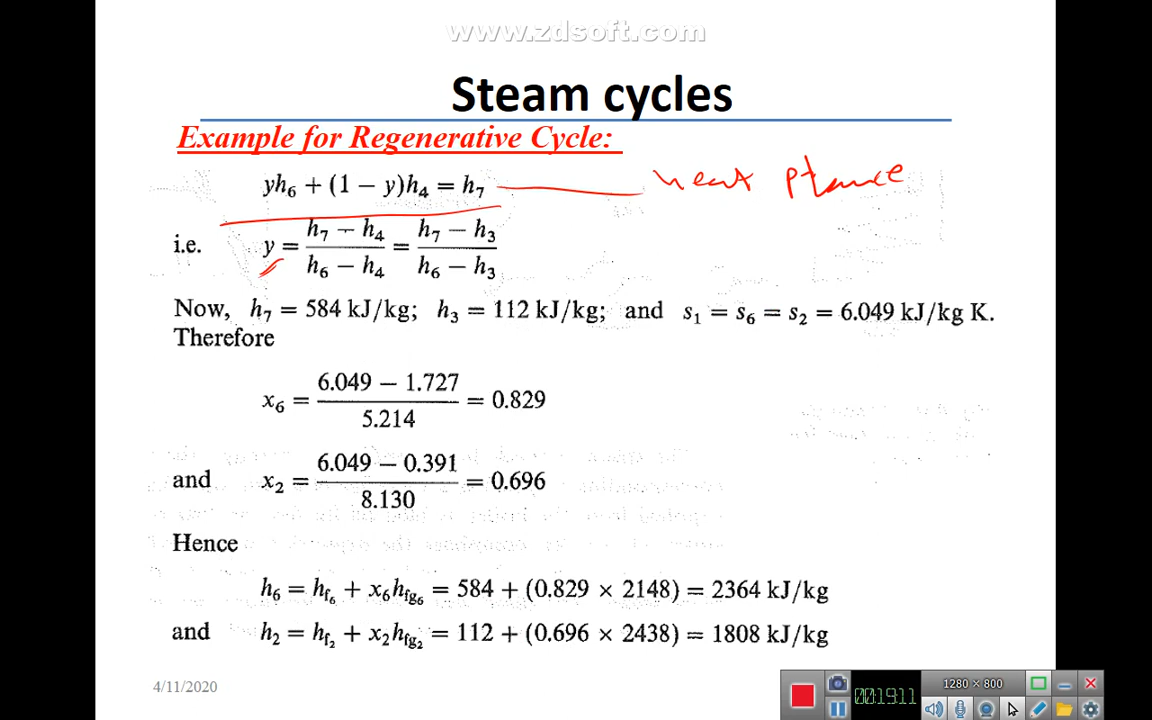 www.zdsoft.com
Steam cycles
Example for Regenerative Cycle:
yh₆ + (1 − y)h₄ = h₇
heat
i.e. y = (h₇ − h₄)/(h₆ − h₄) = (h₇ − h₃)/(h₆ − h₃)
Now, h₇ = 584 kJ/kg; h₃ = 112 kJ/kg; and s₁ = s₆ = s₂ = 6.049 kJ/kg K.
Therefore
x₆ = (6.049 − 1.727)/5.214 = 0.829
and x₂ = (6.049 − 0.391)/8.130 = 0.696
Hence
h₆ = h_f₆ + x₆h_fg₆ = 584 + (0.829 × 2148) = 2364 kJ/kg
and h₂ = h_f₂ + x₂h_fg₂ = 112 + (0.696 × 2438) = 1808 kJ/kg
4/11/2020
1280 × 800
00:19:11